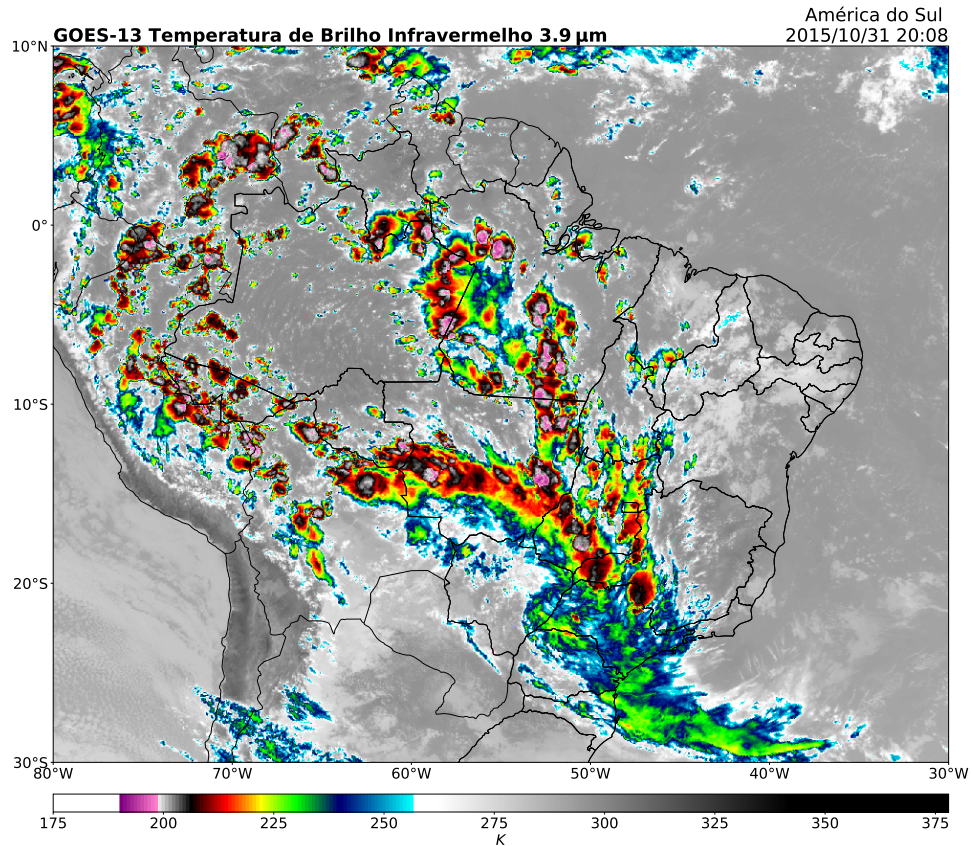 América do Sul
GOES-13 Temperatura de Brilho Infravermelho 3.9 µm 2015/10/31 20:08
10°N
0°
10°S
20°S
30°S
80°W 70°W 60°W 50°W 40°W 30°W
175 200 225 250 275 300 325 350 375
K